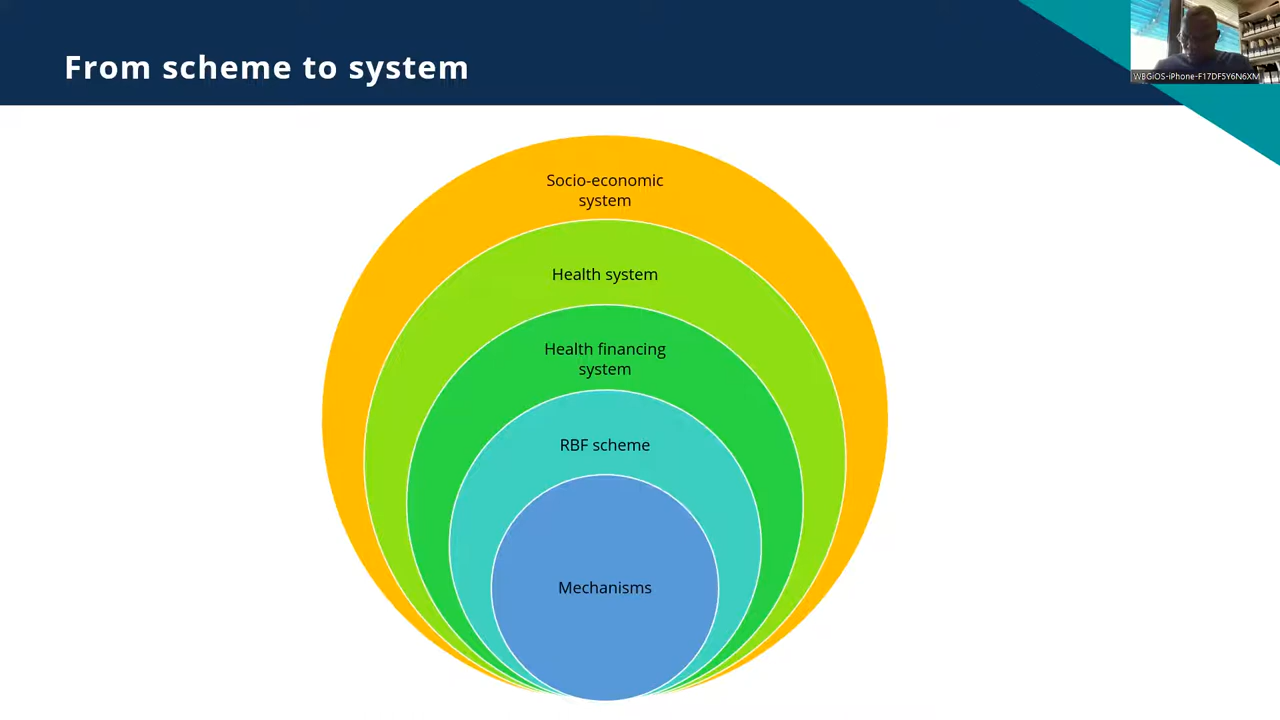 From scheme to system
WBGiOS-iPhone-F17DF5Y6N6XM
Socio-economic
system
Health system
Health financing
system
RBF scheme
Mechanisms